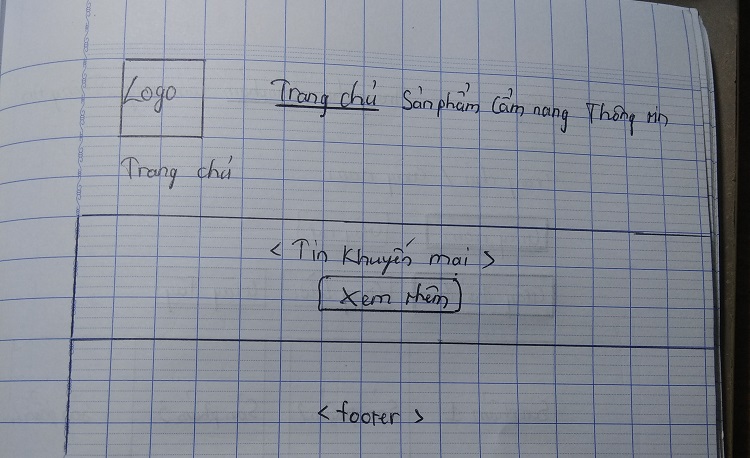 Logo
Trang chủ Sản phẩm Cẩm nang Thông tin
Trang chủ
< Tin khuyến mại >
Xem thêm
< footer >